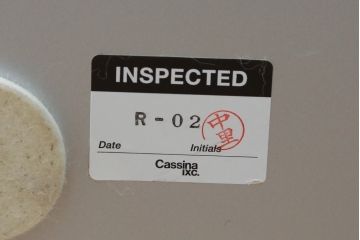 INSPECTED
R-02
中里
Date Initials
Cassina
IXC.